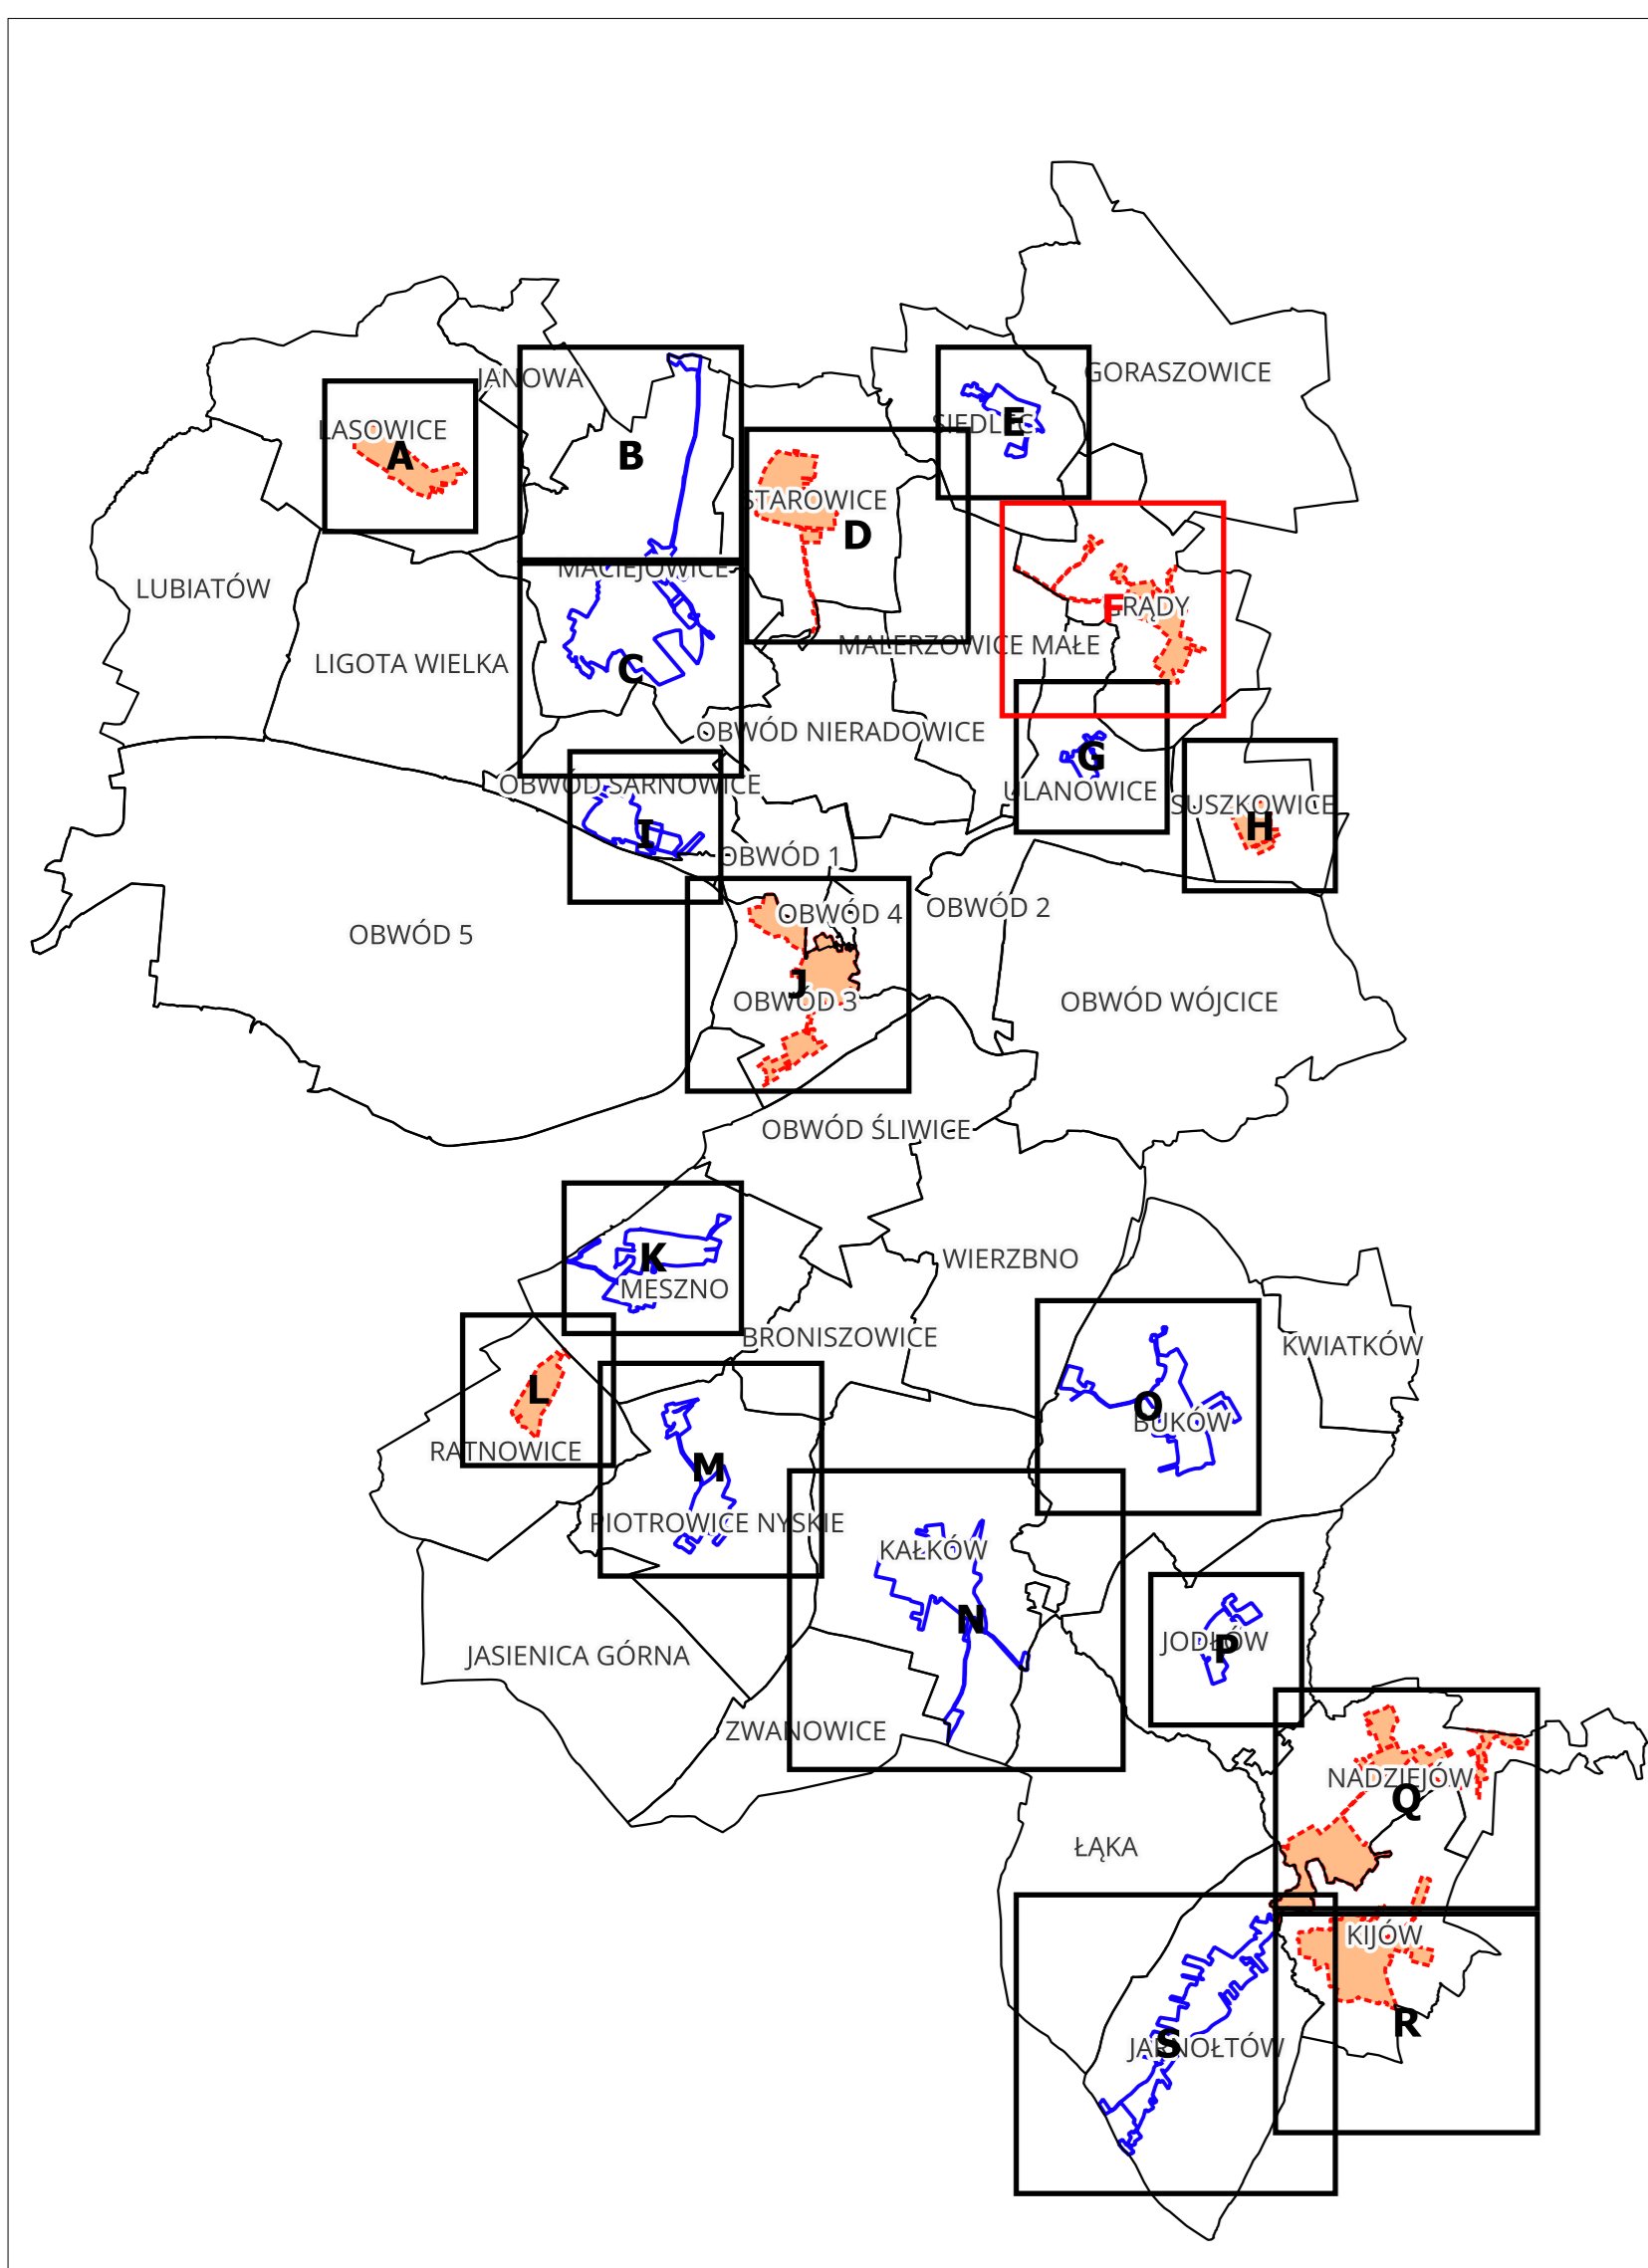 GORASZOWICE
JANOWA
LASOWICE
A
B
SIEDLEC
E
STAROWICE
D
MACIEJOWICE
LUBIATÓW
F
GRĄDY
MALERZOWICE MAŁE
LIGOTA WIELKA
C
OBWÓD NIERADOWICE
G
OBWÓD SARNOWICE
ULANOWICE
SUSZKOWICE
H
I
OBWÓD 1
OBWÓD 4
OBWÓD 2
OBWÓD 5
J
OBWÓD 3
OBWÓD WÓJCICE
OBWÓD ŚLIWICE
K
MESZNO
WIERZBNO
BRONISZOWICE
KWIATKÓW
L
O
BUKÓW
RATNOWICE
M
PIOTROWICE NYSKIE
KAŁKÓW
N
JODŁÓW
P
JASIENICA GÓRNA
ZWANOWICE
NADZIEJÓW
Q
ŁĄKA
KIJÓW
R
S
JARNOŁTÓW